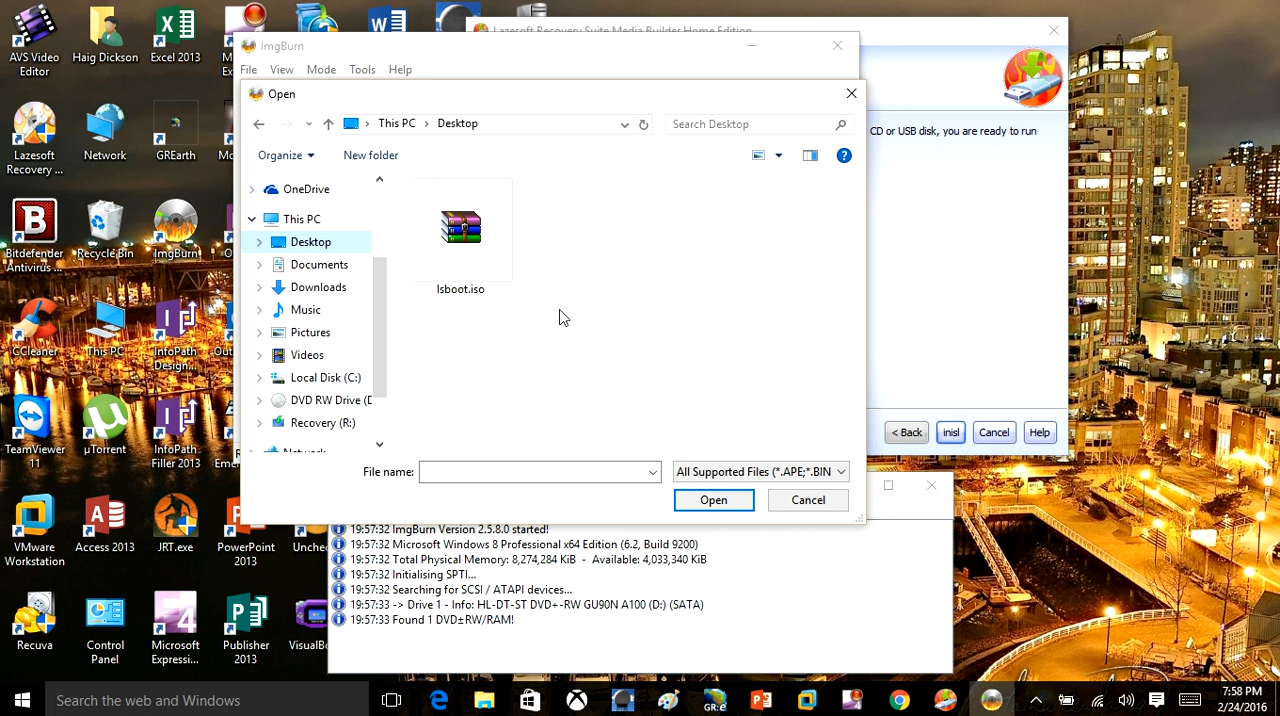 Lazesoft Recovery Suite Media Builder Home Edition
ImgBurn
File View Mode Tools Help
Open
This PC > Desktop
Search Desktop
Organize
New folder
OneDrive
This PC
Desktop
Documents
Downloads
Music
Pictures
Videos
Local Disk (C:)
DVD RW Drive (D
Recovery (R:)
Network
lsboot.iso
File name:
All Supported Files (*.APE;*.BIN
Open
Cancel
CD or USB disk, you are ready to run
< Back
Cancel
Help
19:57:32 ImgBurn Version 2.5.8.0 started!
19:57:32 Microsoft Windows 8 Professional x64 Edition (6.2, Build 9200)
19:57:32 Total Physical Memory: 8,274,284 KiB - Available: 4,033,340 KiB
19:57:32 Initialising SPTI...
19:57:32 Searching for SCSI / ATAPI devices...
19:57:33 -> Drive 1 - Info: HL-DT-ST DVD+-RW GU90N A100 (D:) (SATA)
19:57:33 Found 1 DVD±RW/RAM!
AVS Video
Editor
Haig Dickson
Excel 2013
Lazesoft
Recovery ...
Network
GREarth
Bitdefender
Antivirus ...
Recycle Bin
ImgBurn
CCleaner
This PC
InfoPath
Design...
TeamViewer
11
µTorrent
InfoPath
Filler 2013
VMware
Workstation
Access 2013
JRT.exe
PowerPoint
2013
Recuva
Control
Panel
Microsoft
Expressi...
Publisher
2013
Search the web and Windows
7:58 PM
2/24/2016